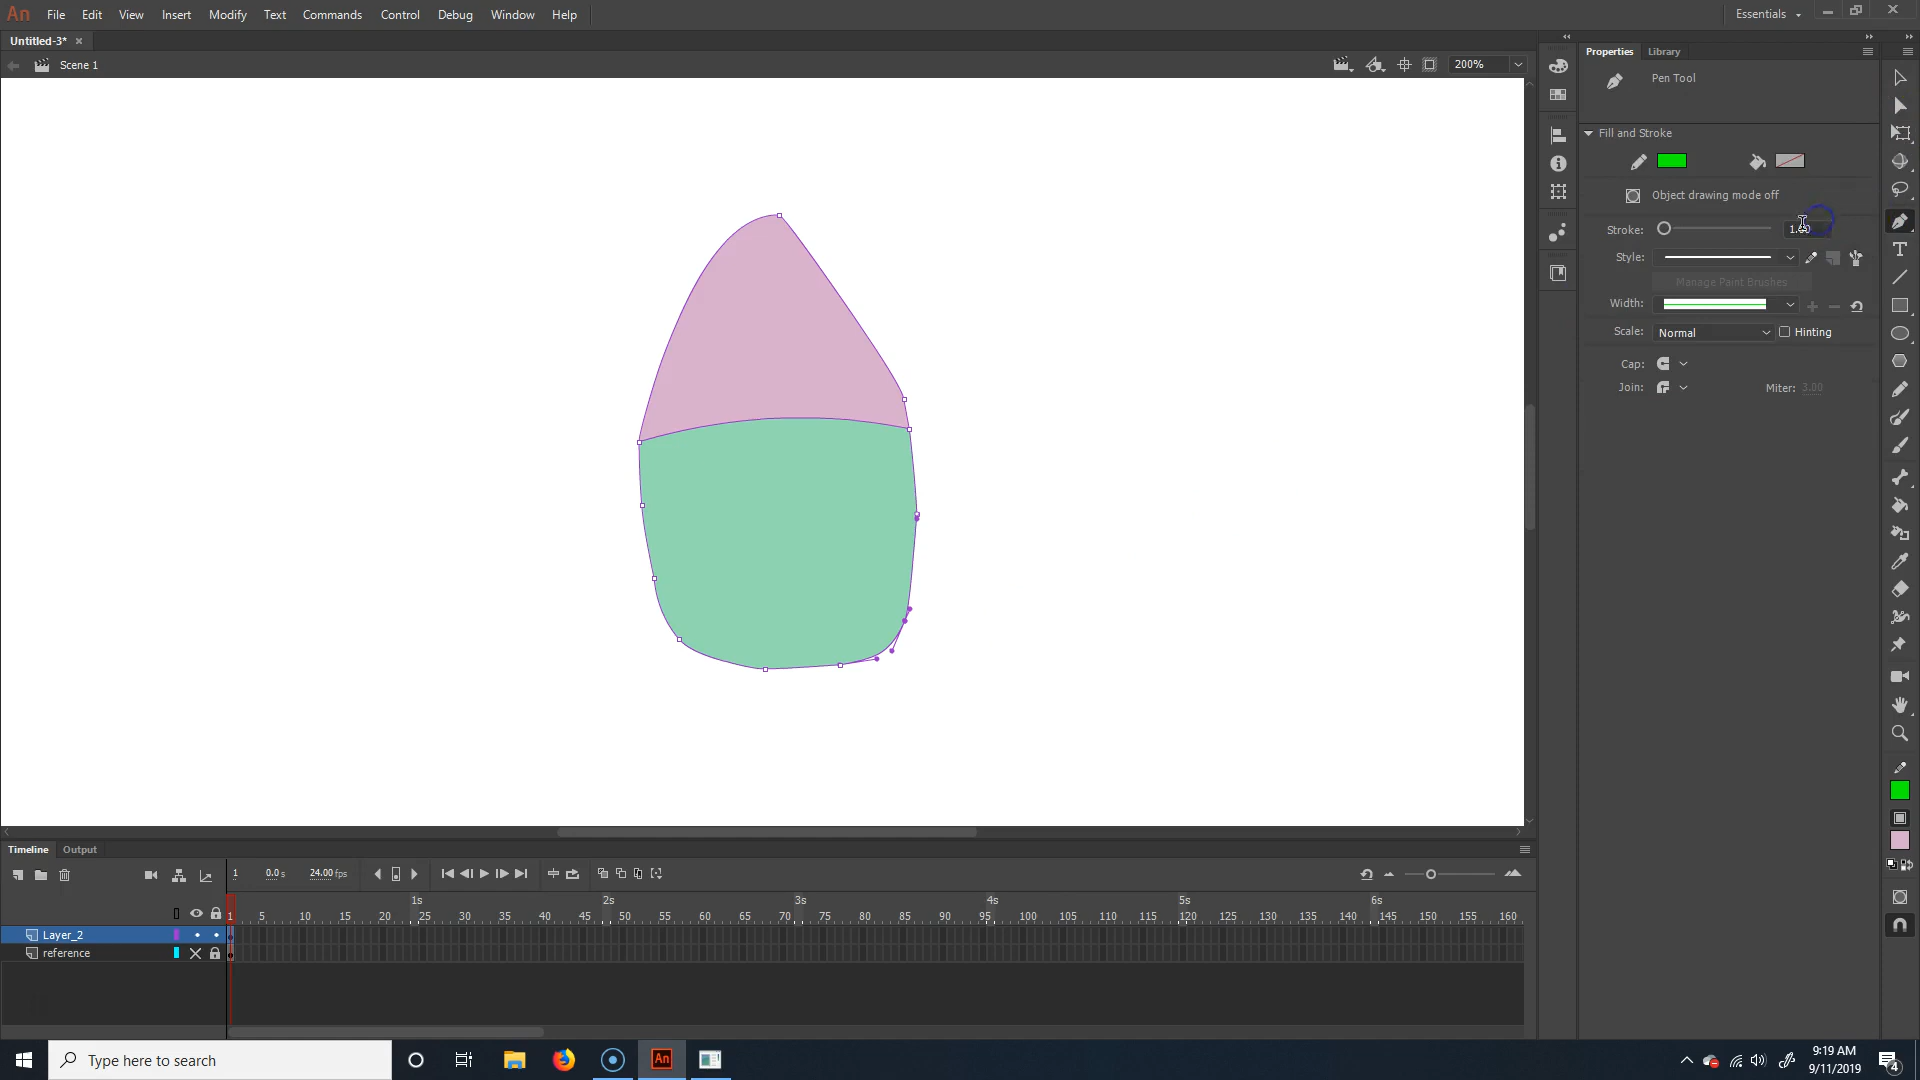 An File Edit View Insert Modify Text Commands Control Debug Window Help Essentials
Untitled-3*
Scene 1 200%
Properties Library
Pen Tool
Fill and Stroke
Object drawing mode off
Stroke:
Style:
Manage Paint Brushes
Width:
Scale: Normal Hinting
Cap:
Join: Miter: 3.00
Timeline Output
1 0.0 s 24.00 fps
1s 2s 3s 4s 5s 6s
1 5 10 15 20 25 30 35 40 45 50 55 60 65 70 75 80 85 90 95 100 105 110 115 120 125 130 135 140 145 150 155 160
Layer_2
reference
Type here to search
An
9:19 AM
9/11/2019
4